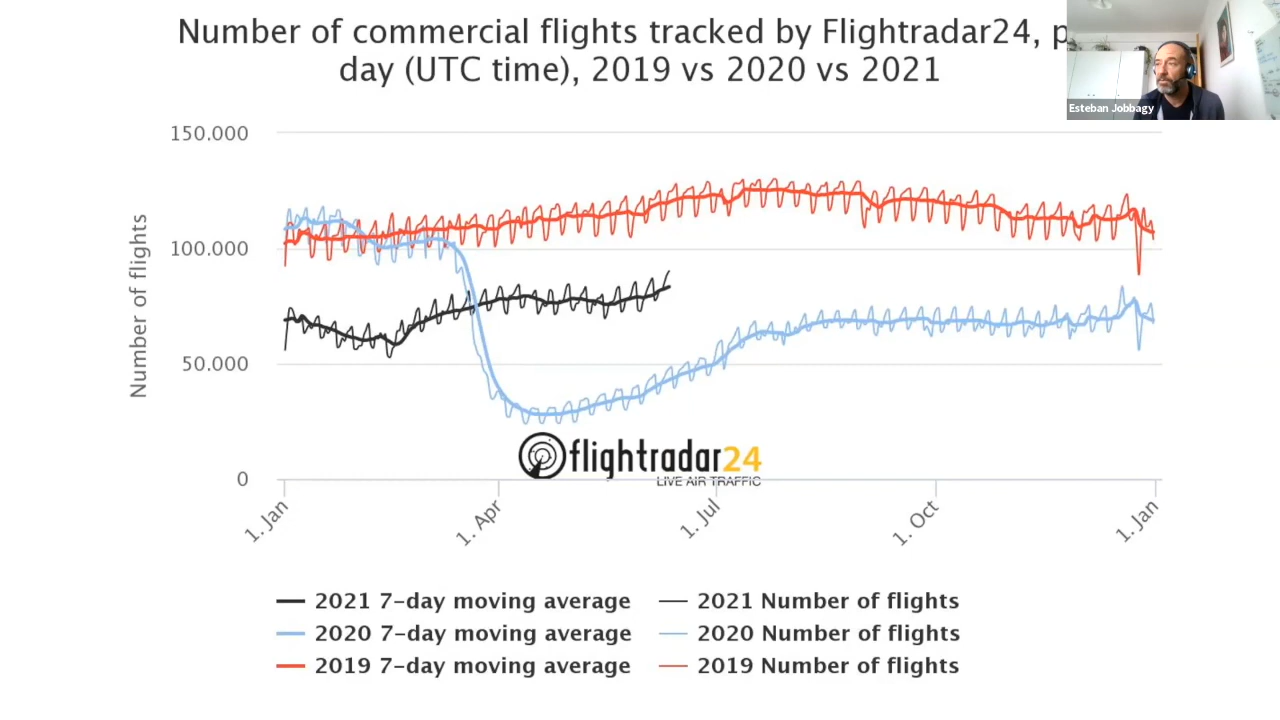 Number of commercial flights tracked by Flightradar24,
day (UTC time), 2019 vs 2020 vs 2021
Esteban Jobbagy
150.000
100.000
50.000
0
Number of flights
flightradar24
LIVE AIR TRAFFIC
1. Jan
1. Apr
1. Jul
1. Oct
1. Jan
2021 7-day moving average
2021 Number of flights
2020 7-day moving average
2020 Number of flights
2019 7-day moving average
2019 Number of flights